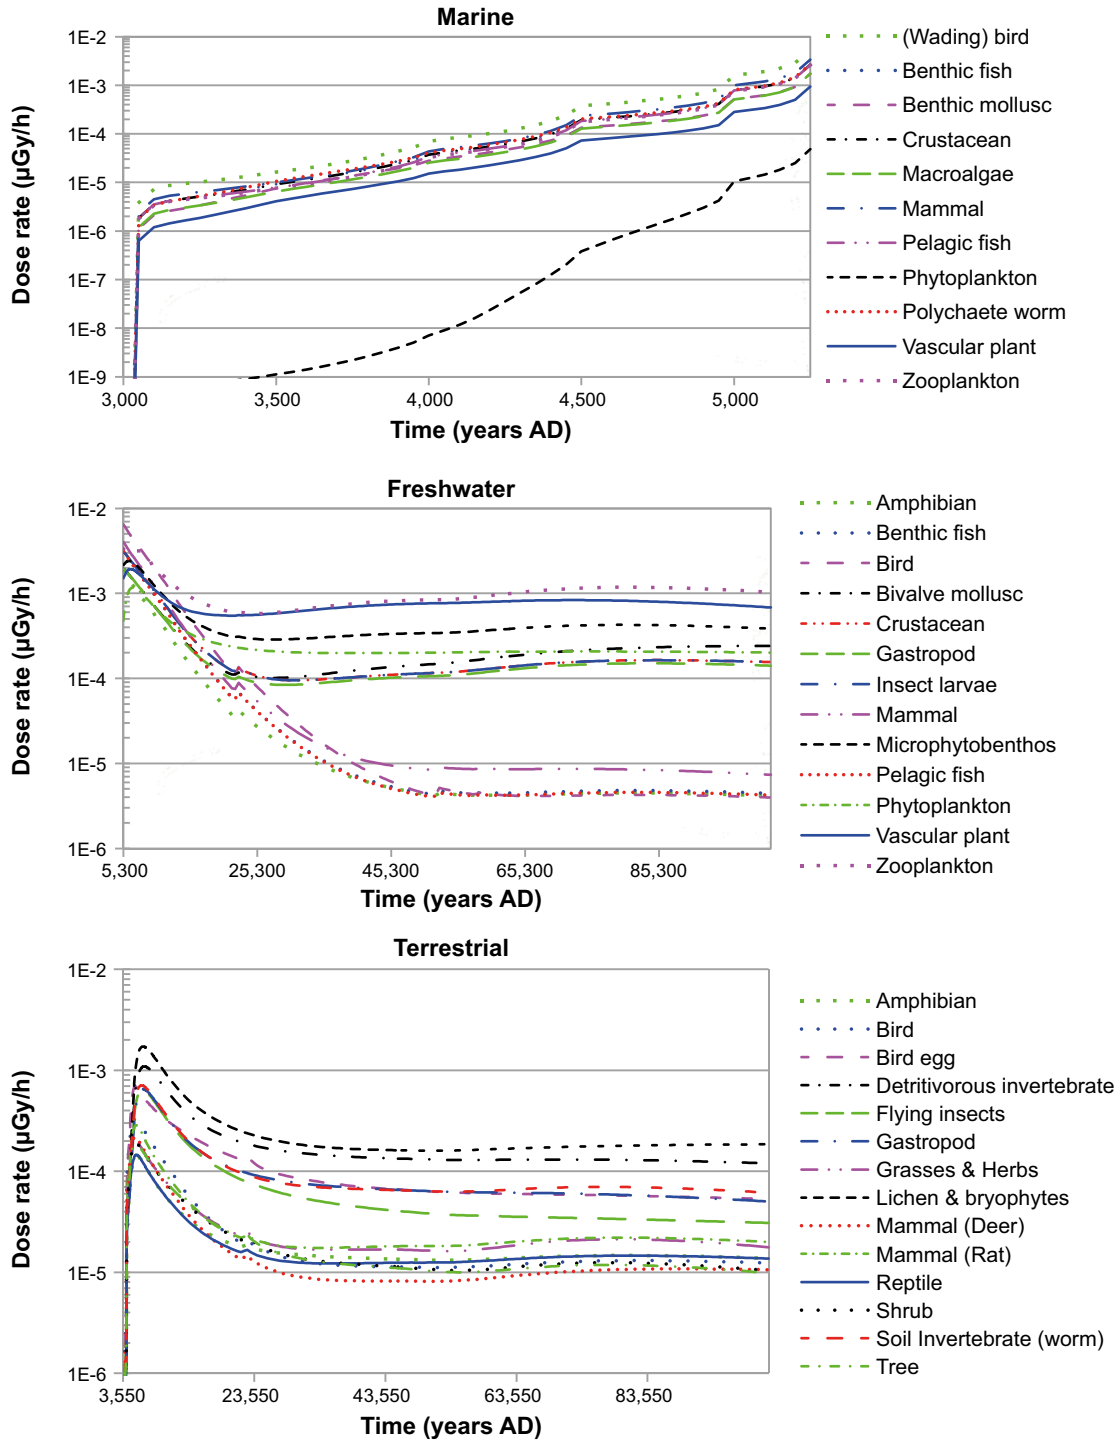 Marine
1E-2
1E-3
1E-4
1E-5
1E-6
1E-7
1E-8
1E-9
Dose rate (µGy/h)
3,000
3,500
4,000
4,500
5,000
Time (years AD)
(Wading) bird
Benthic fish
Benthic mollusc
Crustacean
Macroalgae
Mammal
Pelagic fish
Phytoplankton
Polychaete worm
Vascular plant
Zooplankton
Freshwater
1E-2
1E-3
1E-4
1E-5
1E-6
Dose rate (µGy/h)
5,300
25,300
45,300
65,300
85,300
Time (years AD)
Amphibian
Benthic fish
Bird
Bivalve mollusc
Crustacean
Gastropod
Insect larvae
Mammal
Microphytobenthos
Pelagic fish
Phytoplankton
Vascular plant
Zooplankton
Terrestrial
1E-2
1E-3
1E-4
1E-5
1E-6
Dose rate (µGy/h)
3,550
23,550
43,550
63,550
83,550
Time (years AD)
Amphibian
Bird
Bird egg
Detritivorous invertebrate
Flying insects
Gastropod
Grasses & Herbs
Lichen & bryophytes
Mammal (Deer)
Mammal (Rat)
Reptile
Shrub
Soil Invertebrate (worm)
Tree